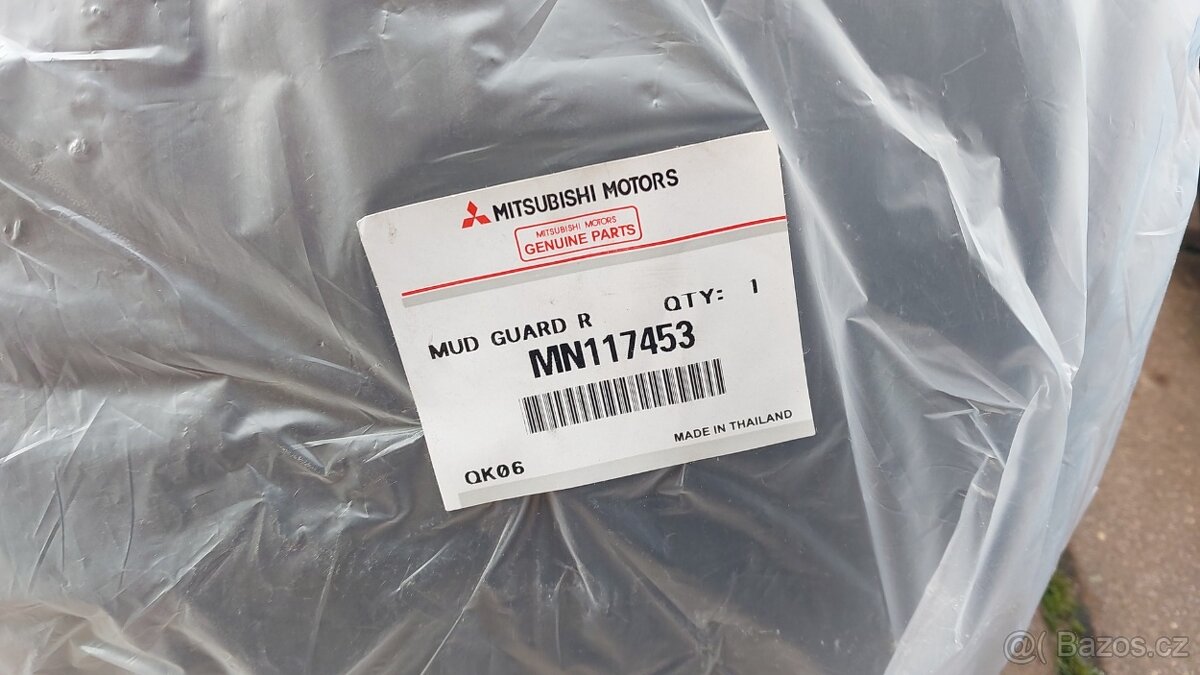 MITSUBISHI MOTORS
MITSUBISHI MOTORS
GENUINE PARTS
MUD GUARD R QTY: 1
MN117453
MADE IN THAILAND
QK06
@( Bazos.cz